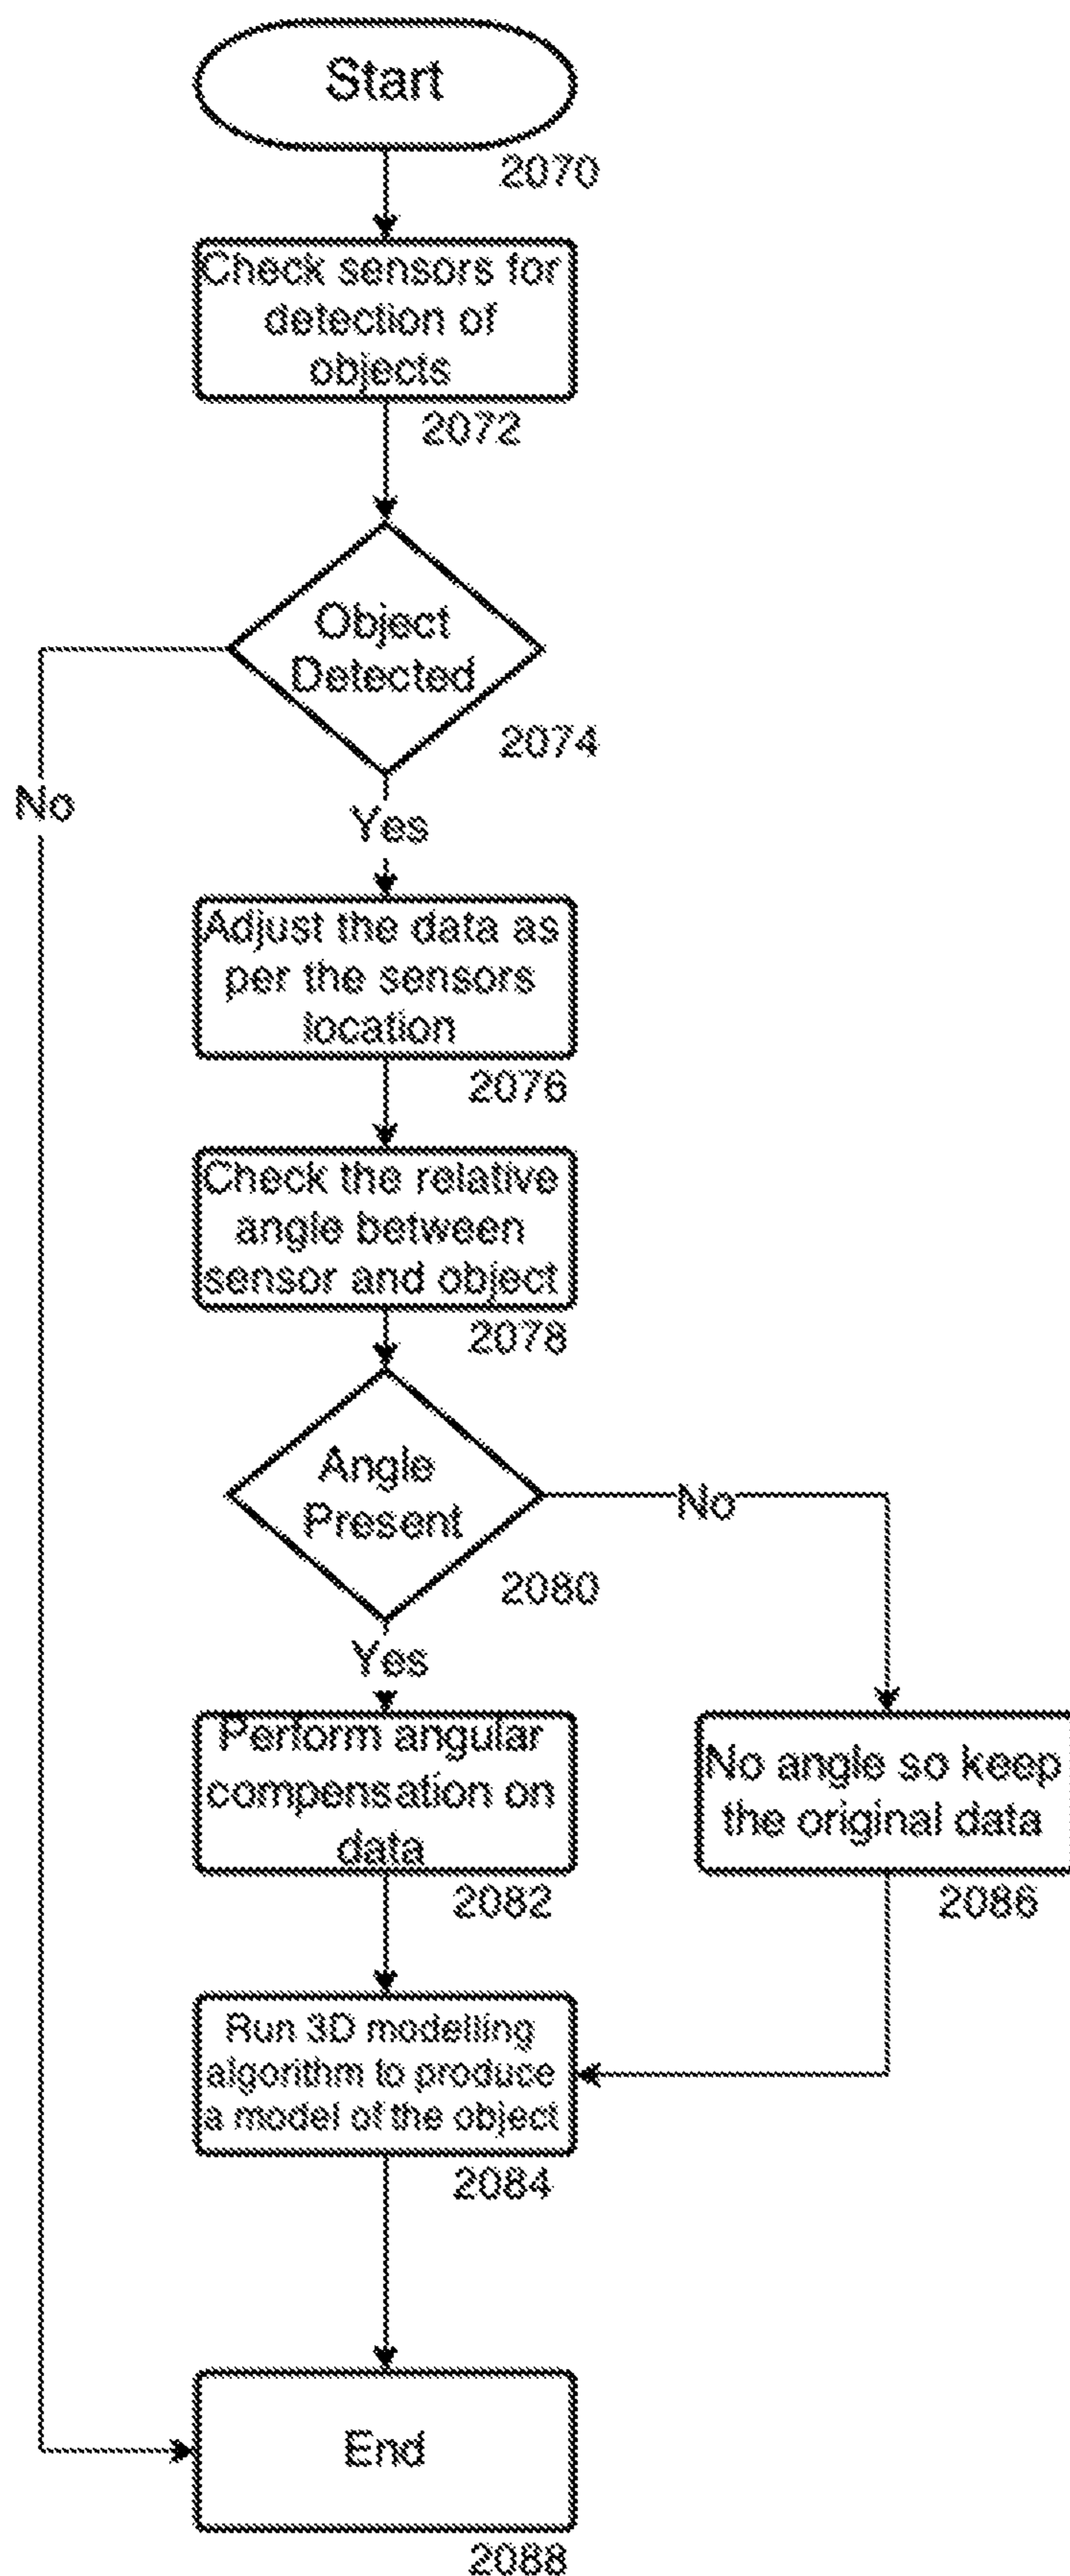 Start
2070
Check sensors for
detection of
objects
2072
Object
Detected
2074
No
Yes
Adjust the data as
per the sensors
location
2076
Check the relative
angle between
sensor and object
2078
Angle
Present
No
2080
Yes
Perform angular
compensation on
data
2082
No angle so keep
the original data
2086
Run 3D modelling
algorithm to produce
a model of the object
2084
End
2088